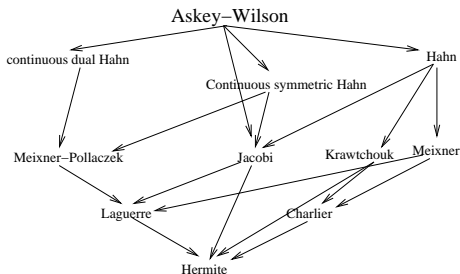 Askey–Wilson
continuous dual Hahn
Hahn
Continuous symmetric Hahn
Meixner–Pollaczek
Jacobi
Krawtchouk
Meixner
Laguerre
Charlier
Hermite